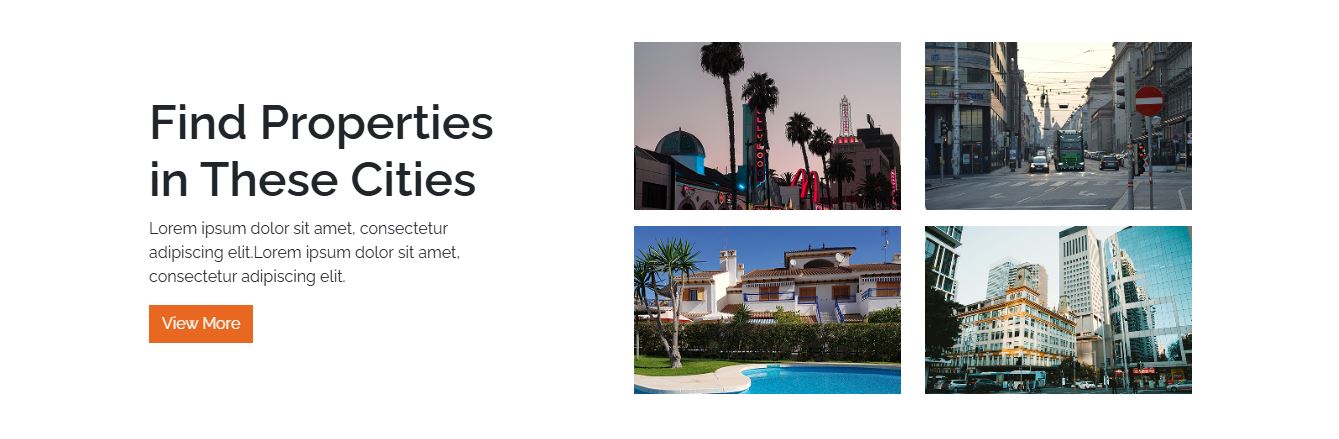 Find Properties
in These Cities
Lorem ipsum dolor sit amet, consectetur
adipiscing elit.Lorem ipsum dolor sit amet,
consectetur adipiscing elit.
View More